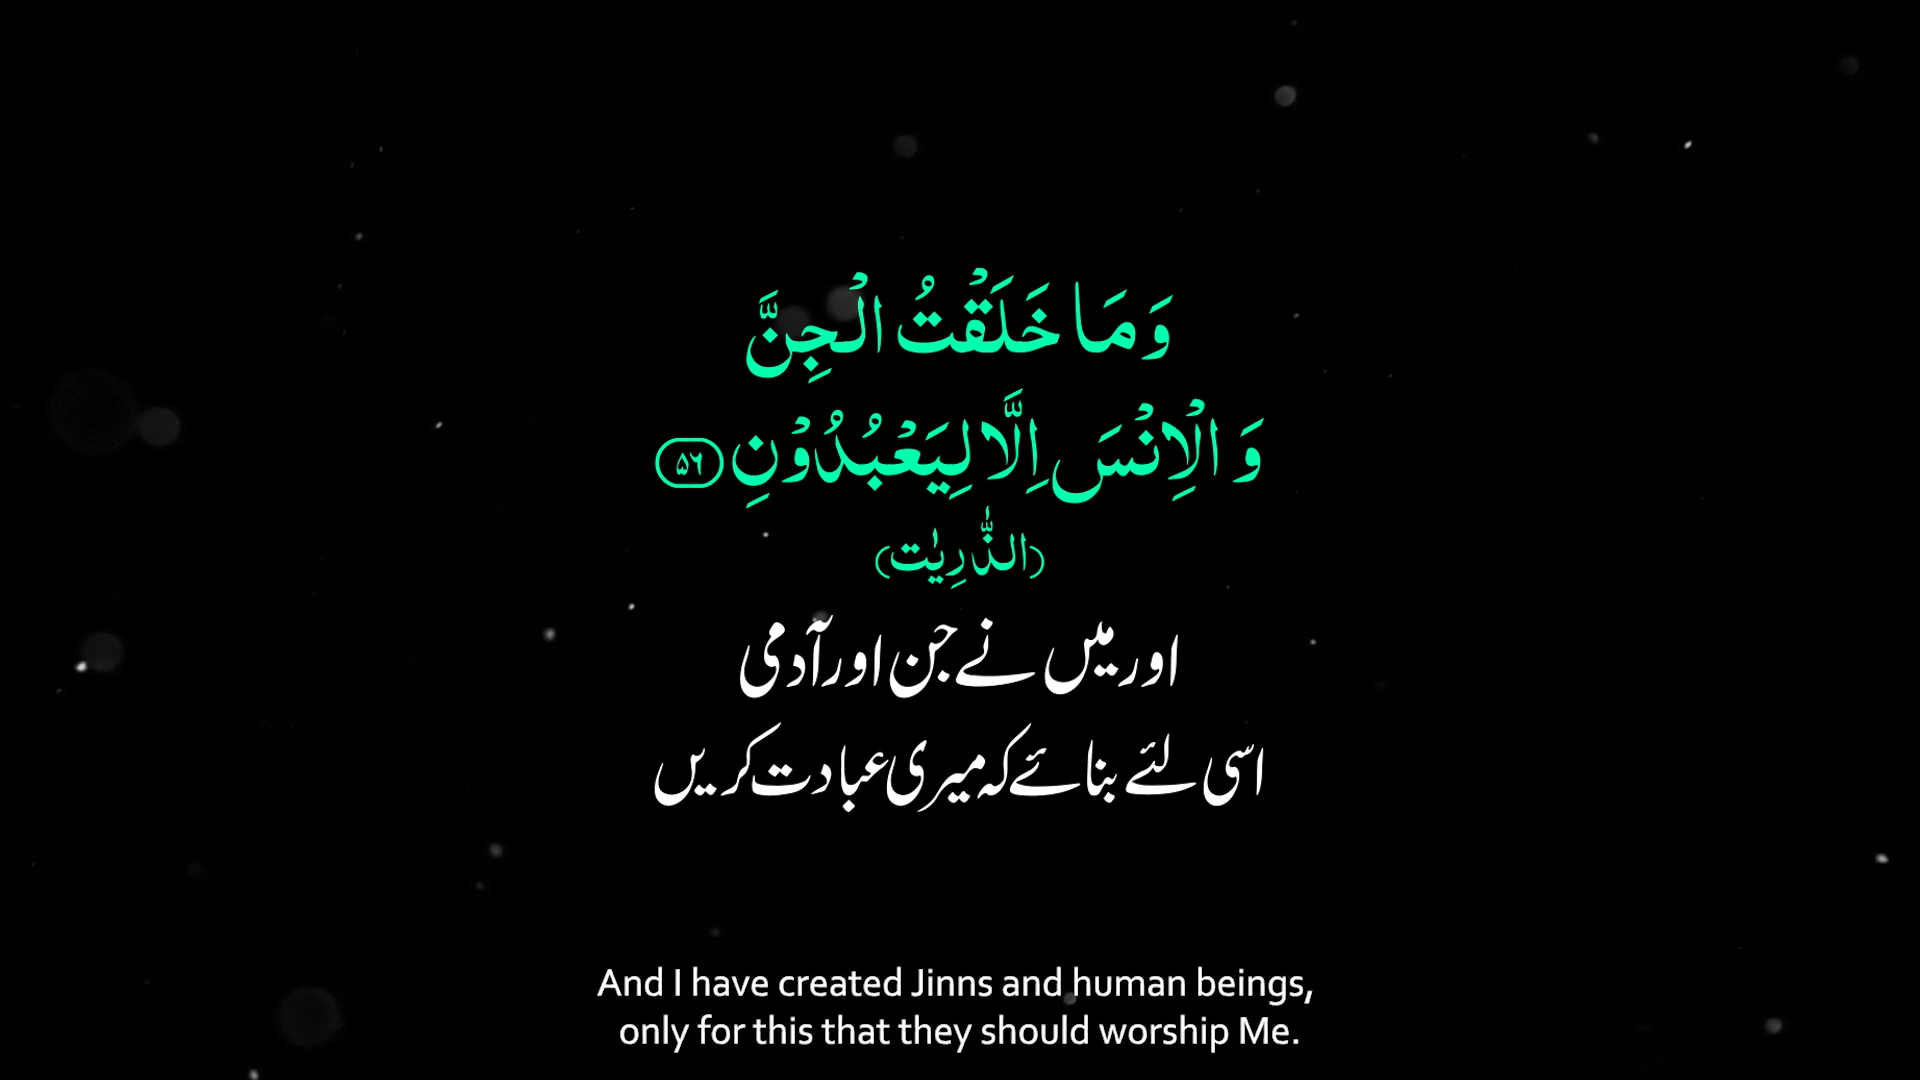 وَ مَا خَلَقْتُ الْجِنَّ
وَ الْاِنْسَ اِلَّا لِیَعْبُدُوْنِ ۵۶
(الذّٰرِیٰت)
اور میں نے جن اور آدمی
اسی لئے بنائے کہ میری عبادت کریں
And I have created Jinns and human beings,
only for this that they should worship Me.